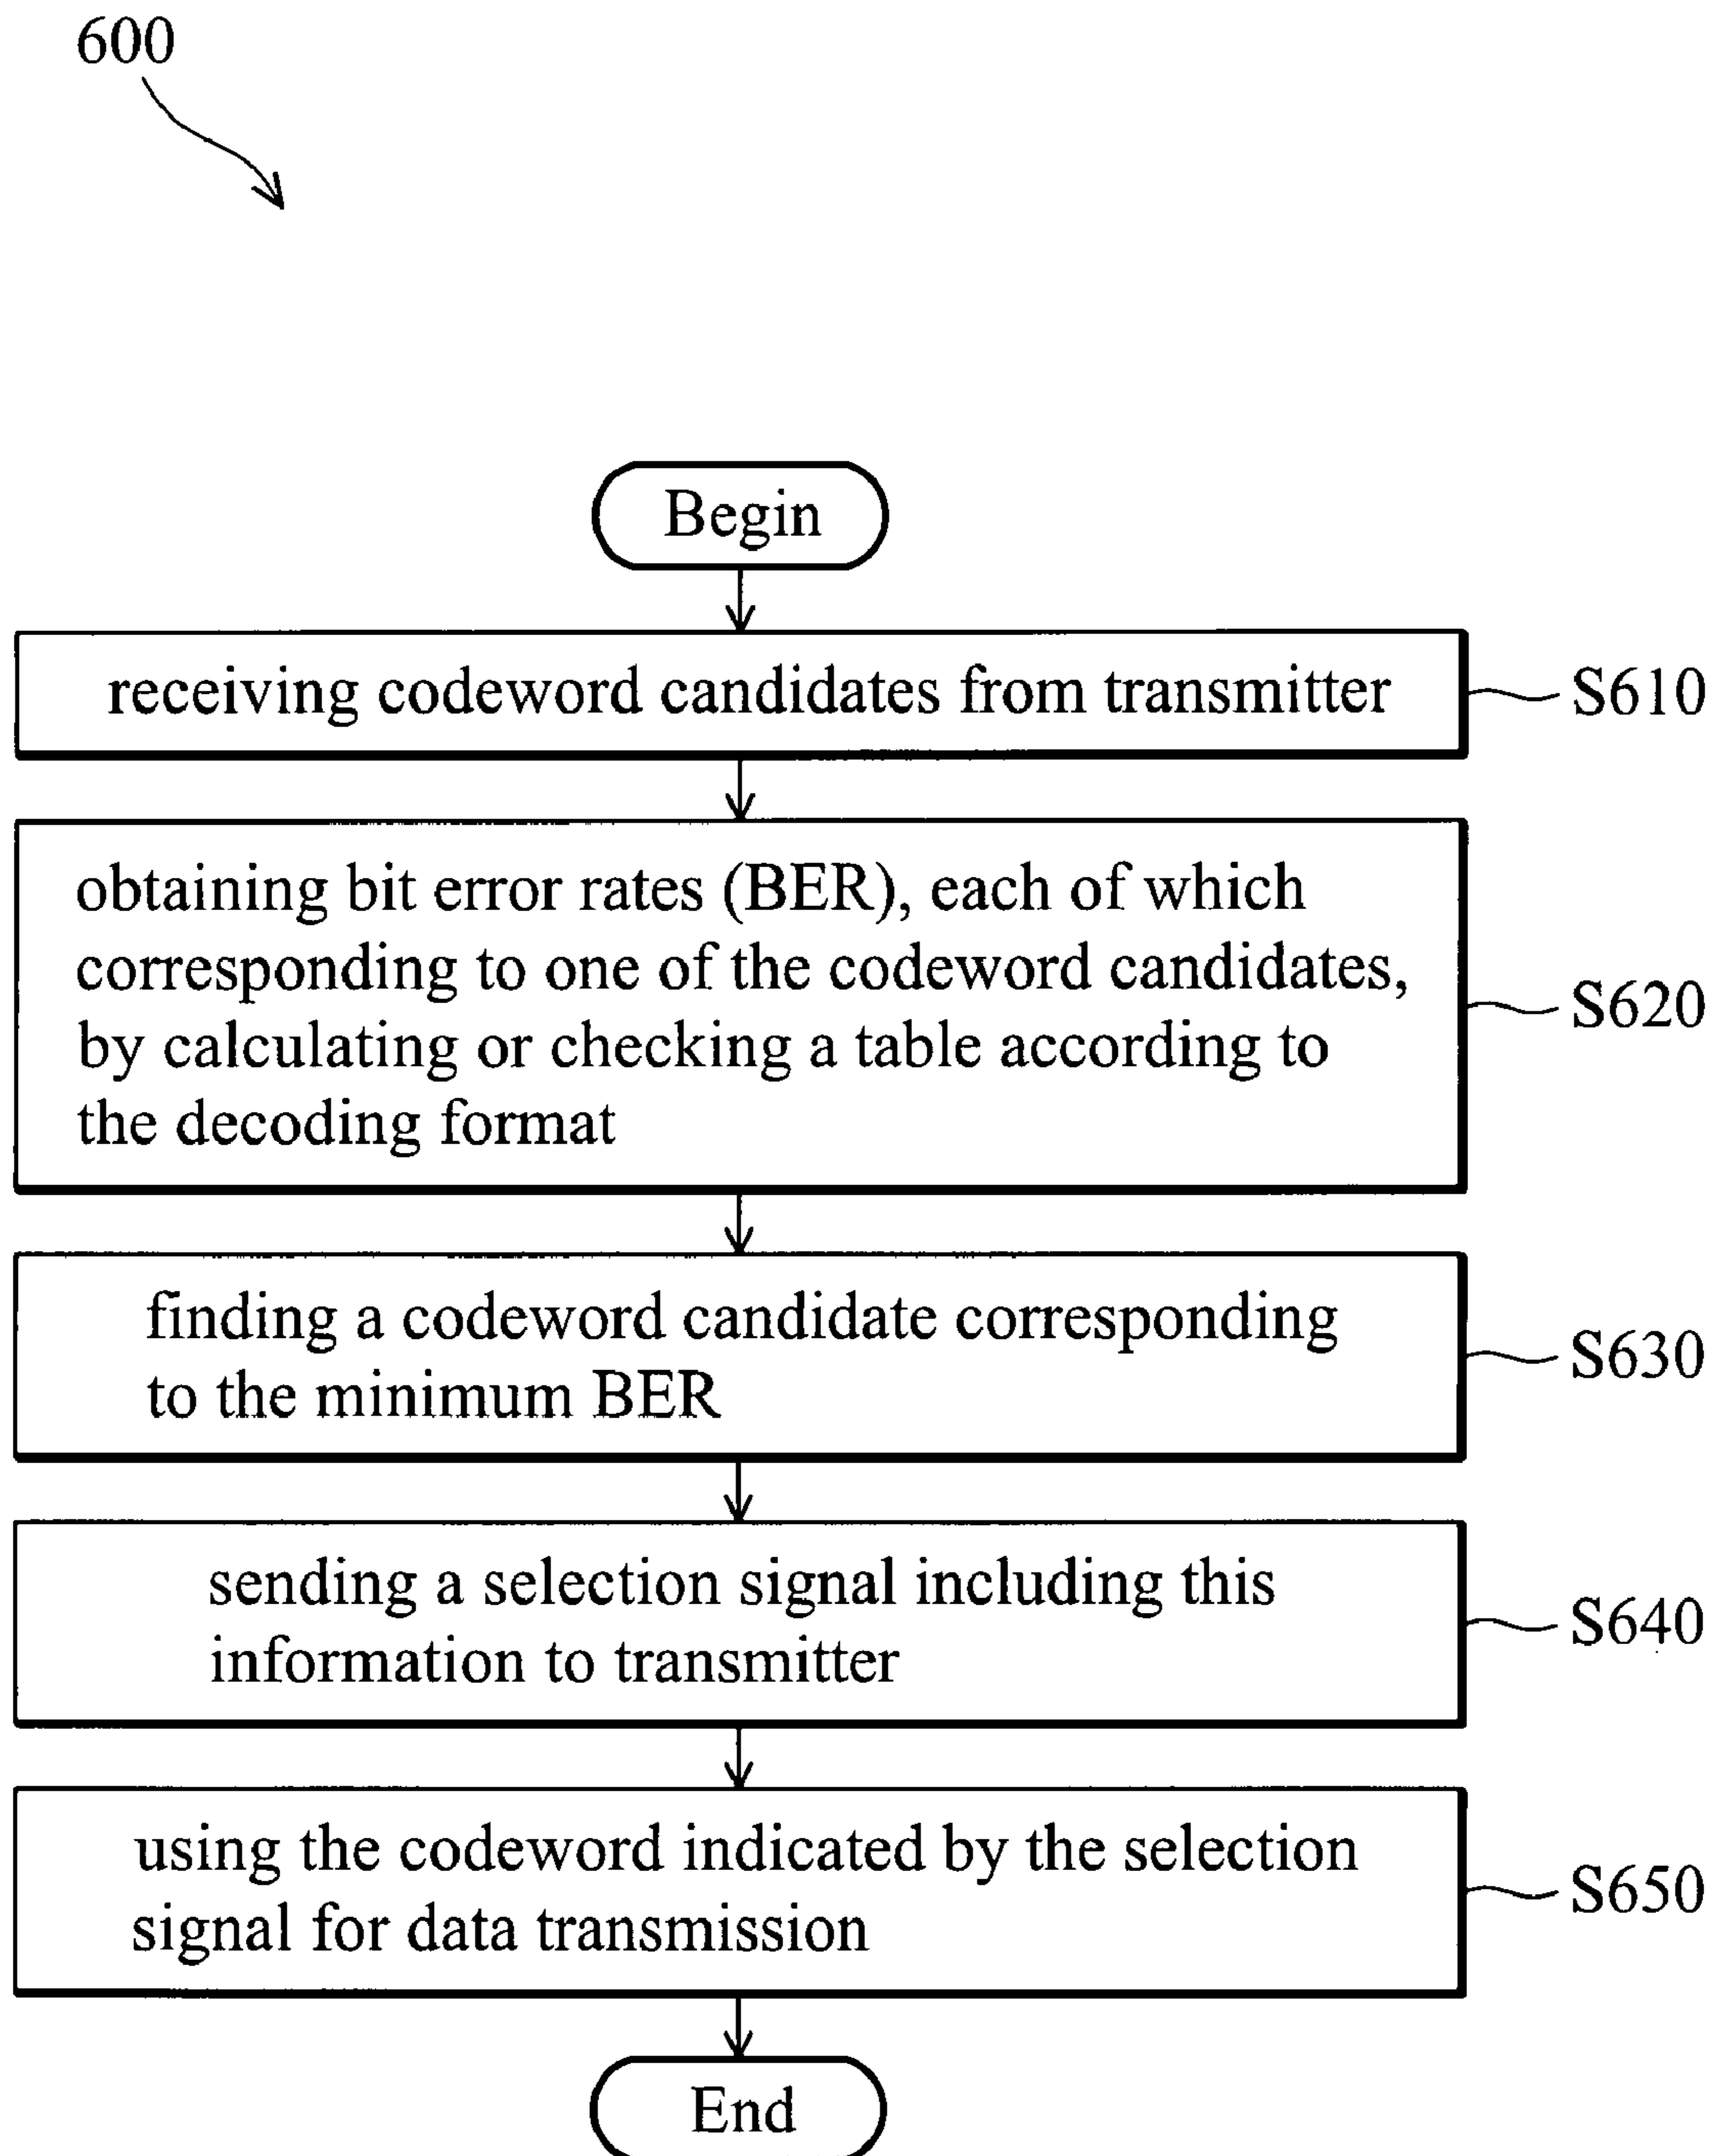 600
Begin
receiving codeword candidates from transmitter
S610
obtaining bit error rates (BER), each of which
corresponding to one of the codeword candidates,
by calculating or checking a table according to
the decoding format
S620
finding a codeword candidate corresponding
to the minimum BER
S630
sending a selection signal including this
information to transmitter
S640
using the codeword indicated by the selection
signal for data transmission
S650
End